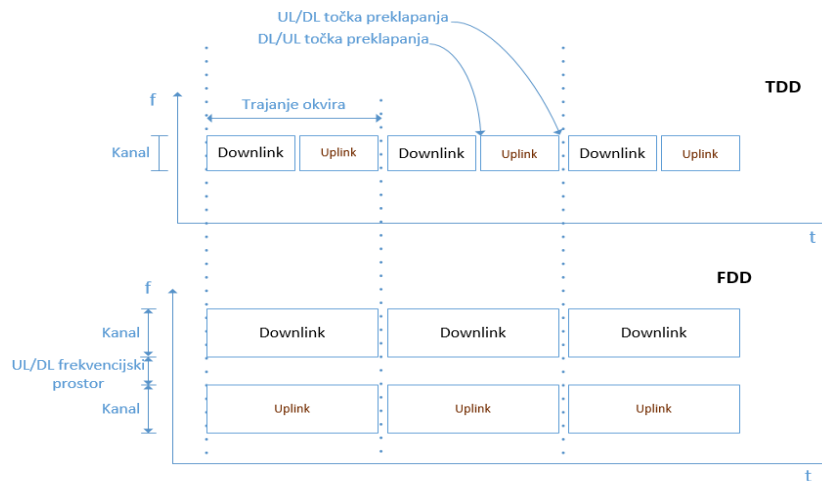 UL/DL točka preklapanja
DL/UL točka preklapanja
TDD
f
Trajanje okvira
Kanal
Downlink
Uplink
Downlink
Uplink
Downlink
Uplink
t
FDD
f
Kanal
Downlink
Downlink
Downlink
UL/DL frekvencijski
prostor
Kanal
Uplink
Uplink
Uplink
t